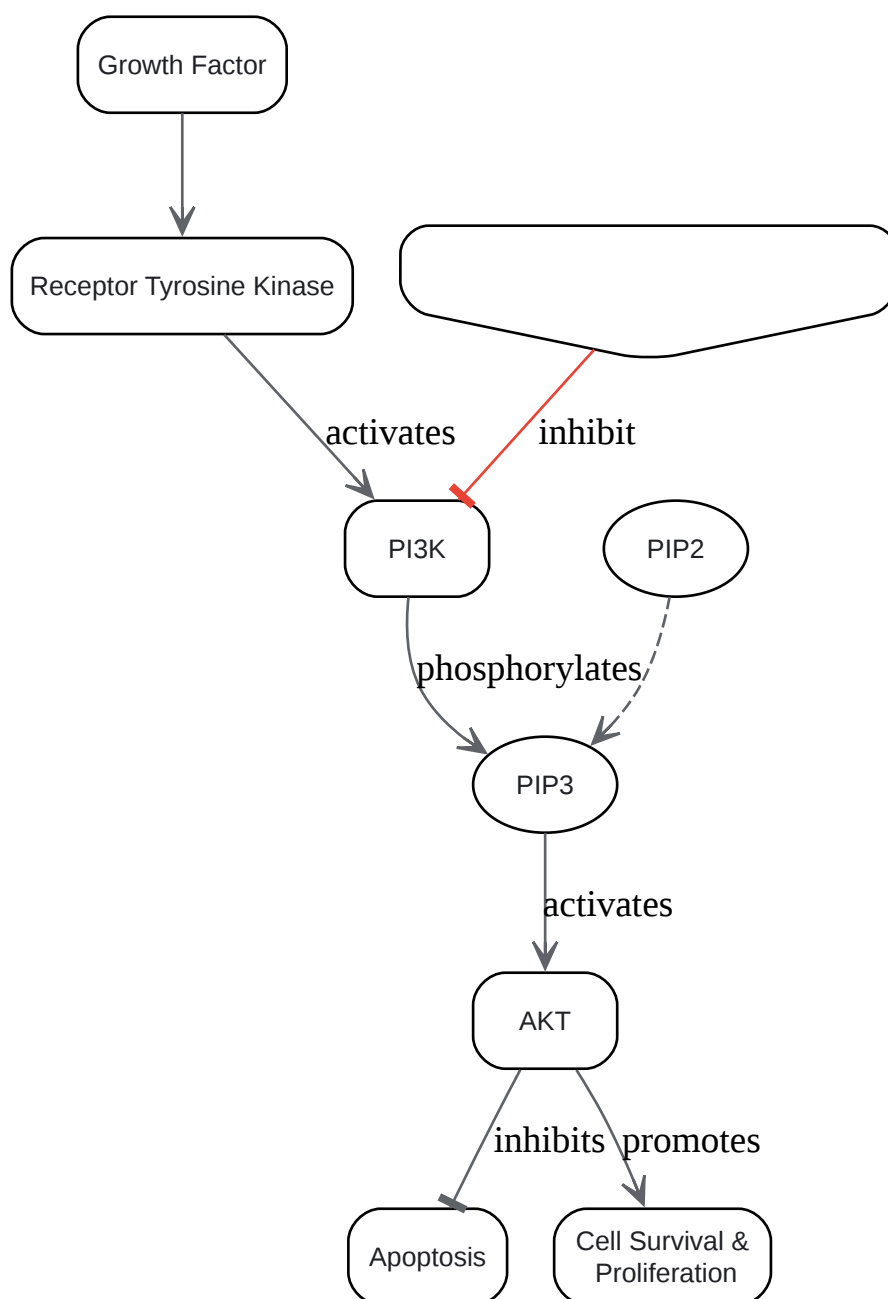 Growth Factor
Receptor Tyrosine Kinase
activates
inhibit
PI3K
PIP2
phosphorylates
PIP3
activates
AKT
inhibits
promotes
Apoptosis
Cell Survival &
Proliferation